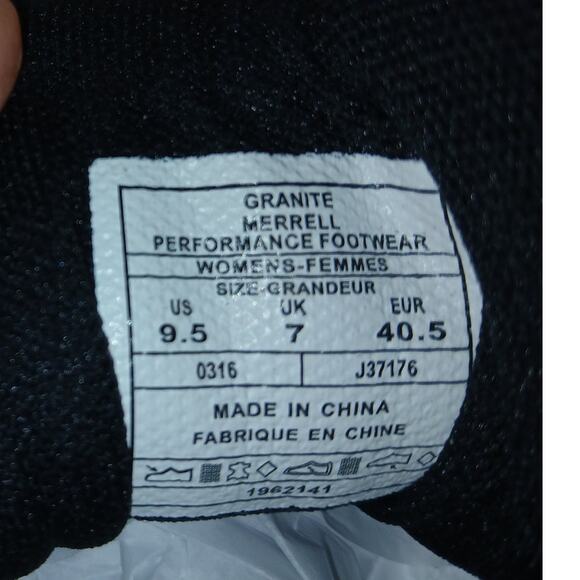 GRANITE
MERRELL
PERFORMANCE FOOTWEAR
WOMENS-FEMMES
SIZE-GRANDEUR
US UK EUR
9.5 7 40.5
0316 J37176
MADE IN CHINA
FABRIQUE EN CHINE
1962141